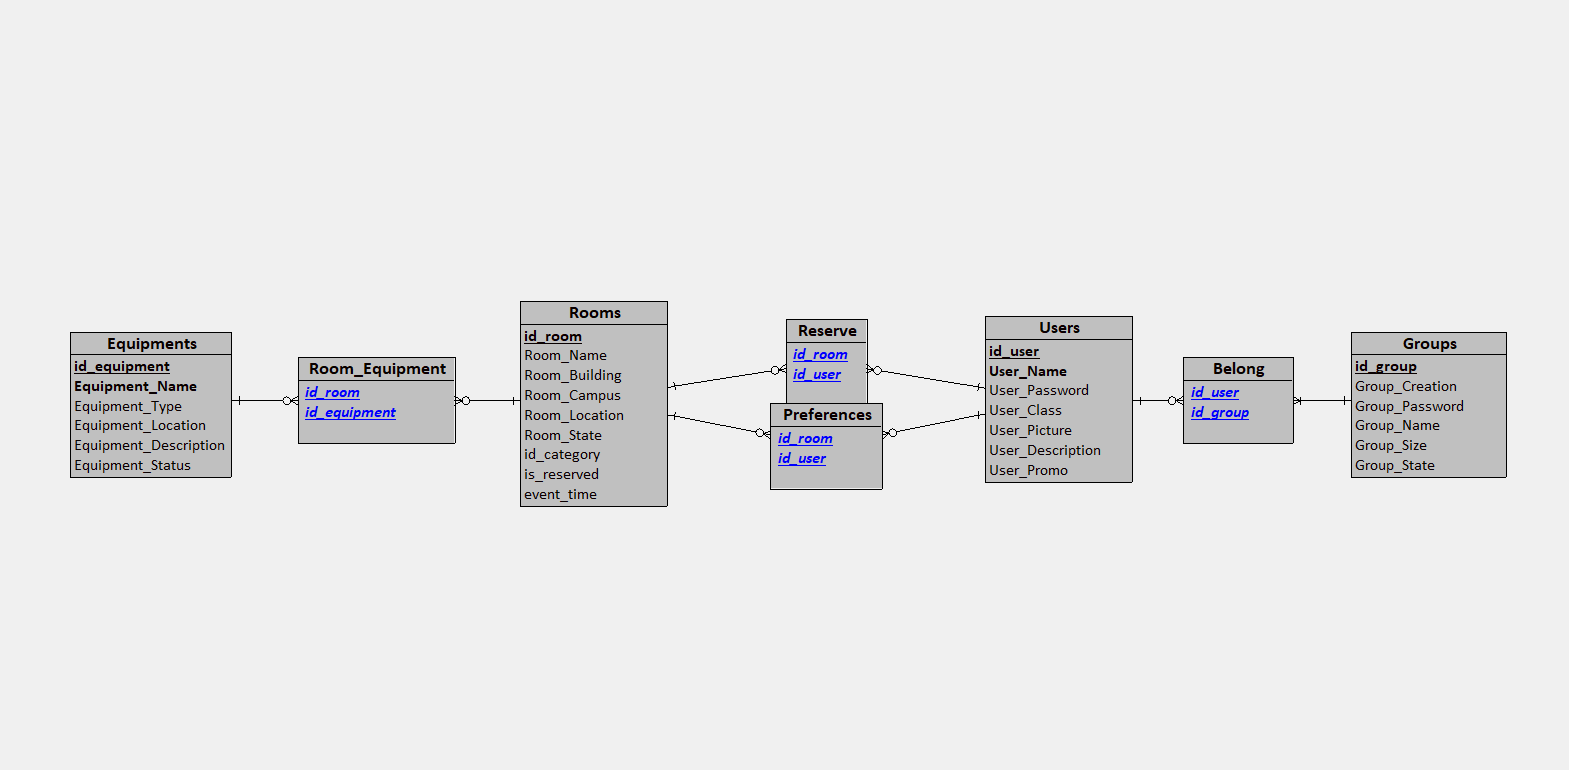 Equipments
id_equipment
Equipment_Name
Equipment_Type
Equipment_Location
Equipment_Description
Equipment_Status
Room_Equipment
id_room
id_equipment
Rooms
id_room
Room_Name
Room_Building
Room_Campus
Room_Location
Room_State
id_category
is_reserved
event_time
Reserve
id_room
id_user
Preferences
id_room
id_user
Users
id_user
User_Name
User_Password
User_Class
User_Picture
User_Description
User_Promo
Belong
id_user
id_group
Groups
id_group
Group_Creation
Group_Password
Group_Name
Group_Size
Group_State